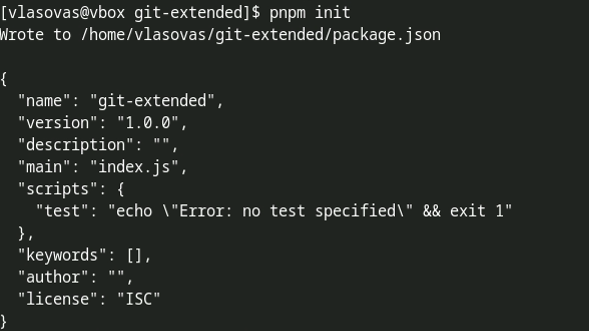 [vlasovas@vbox git-extended]$ pnpm init
Wrote to /home/vlasovas/git-extended/package.json
{
  "name": "git-extended",
  "version": "1.0.0",
  "description": "",
  "main": "index.js",
  "scripts": {
    "test": "echo \"Error: no test specified\" && exit 1"
  },
  "keywords": [],
  "author": "",
  "license": "ISC"
}